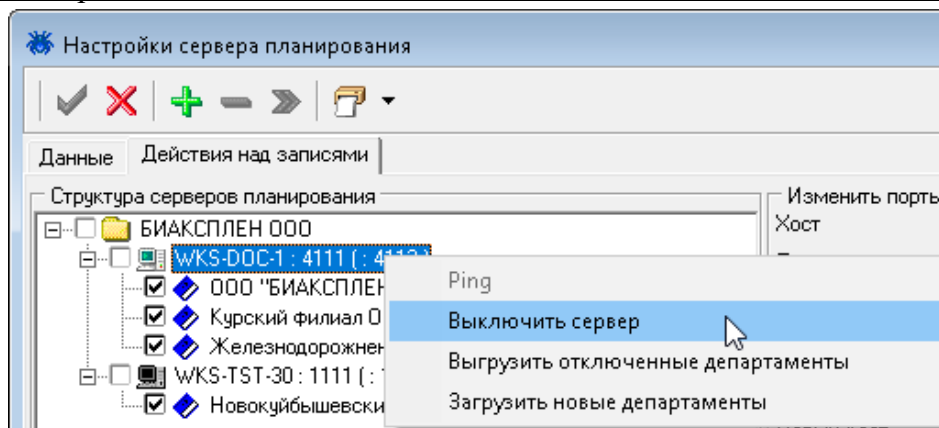 Настройки сервера планирования
Данные
Действия над записями
Структура серверов планирования
Изменить порты
Хост
БИАКСПЛЕН ООО
WKS-DOC-1 : 4111 ( :
ООО "БИАКСПЛЕН
Ping
Курский филиал О
Выключить сервер
Железнодорожнен
Выгрузить отключенные департаменты
WKS-TST-30 : 1111 ( :
Новокуйбышевски
Загрузить новые департаменты